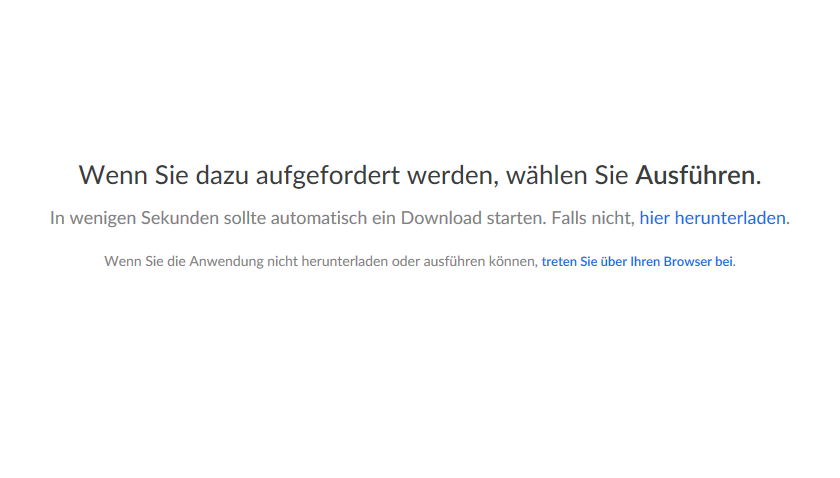 Wenn Sie dazu aufgefordert werden, wählen Sie Ausführen.
In wenigen Sekunden sollte automatisch ein Download starten. Falls nicht, hier herunterladen.
Wenn Sie die Anwendung nicht herunterladen oder ausführen können, treten Sie über Ihren Browser bei.